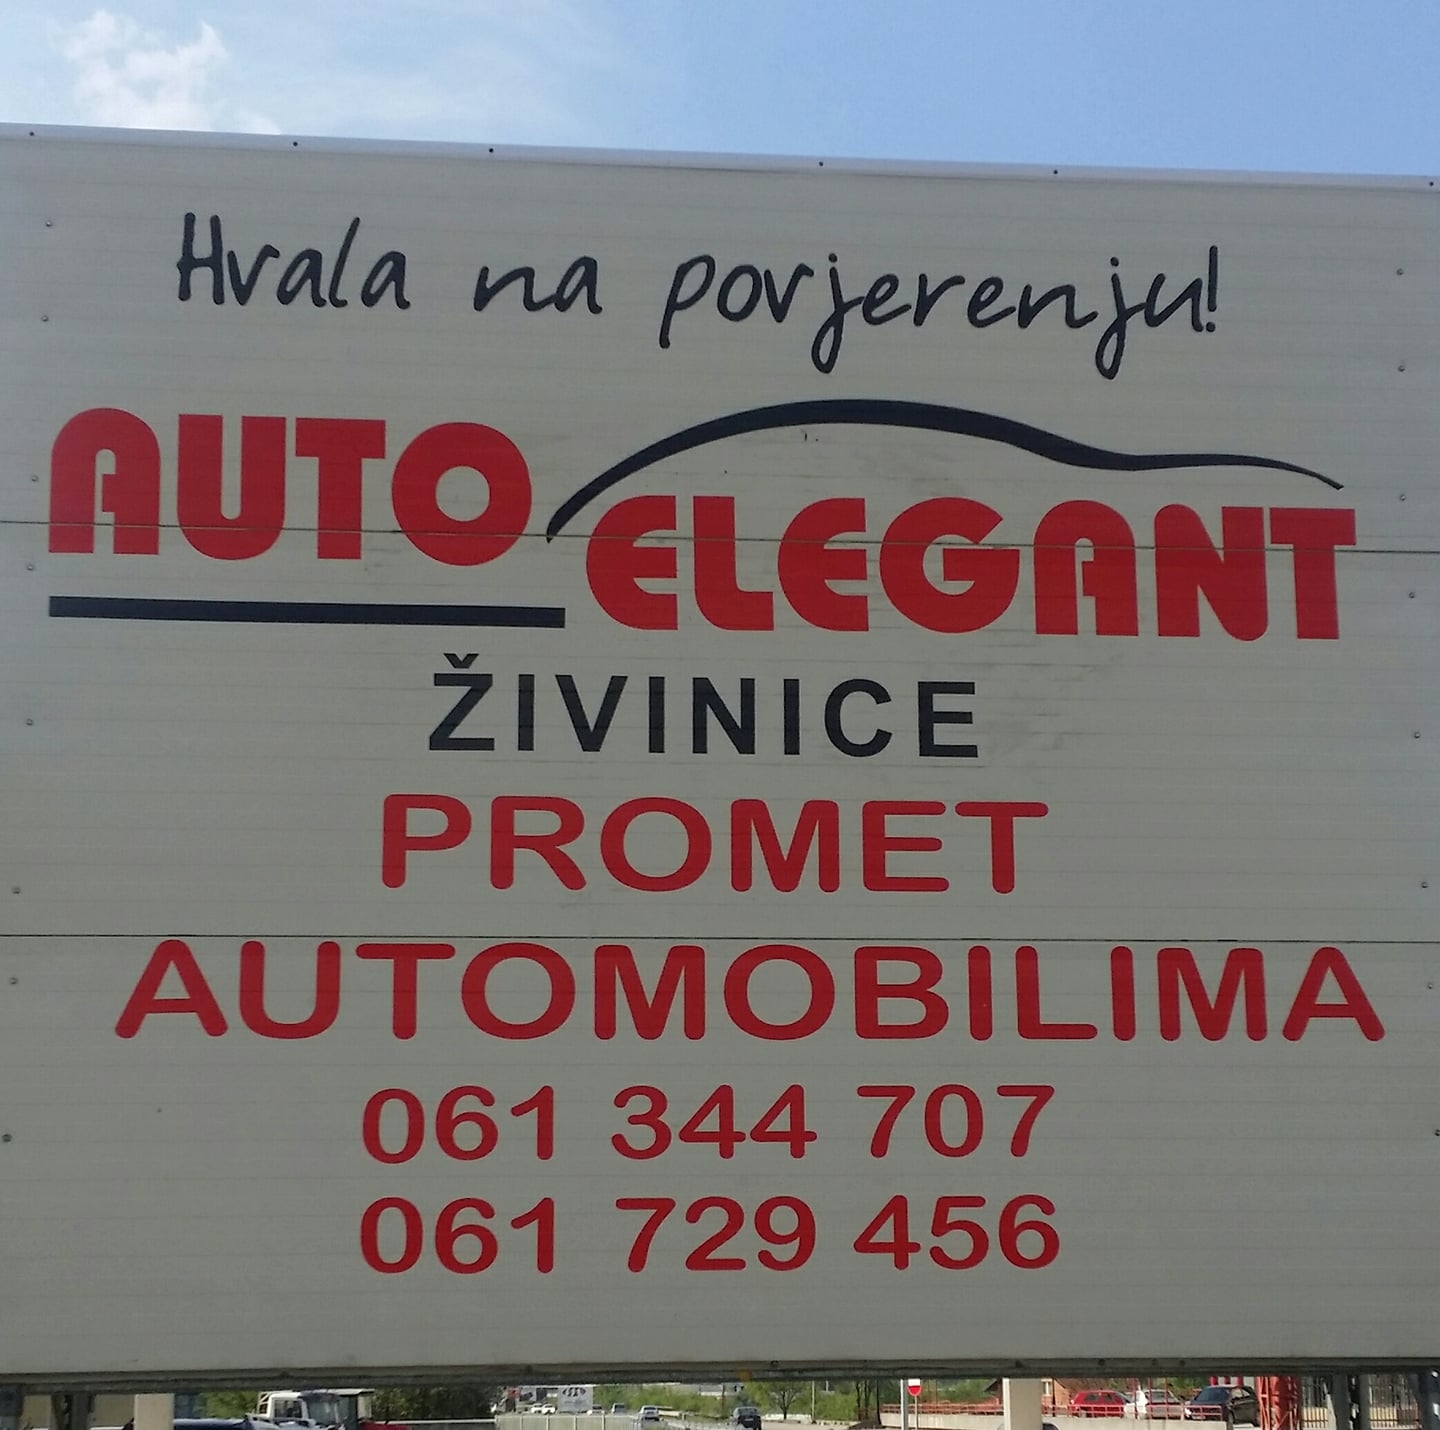 Hvala na povjerenju!
AUTO ELEGANT
ŽIVINICE
PROMET
AUTOMOBILIMA
061 344 707
061 729 456